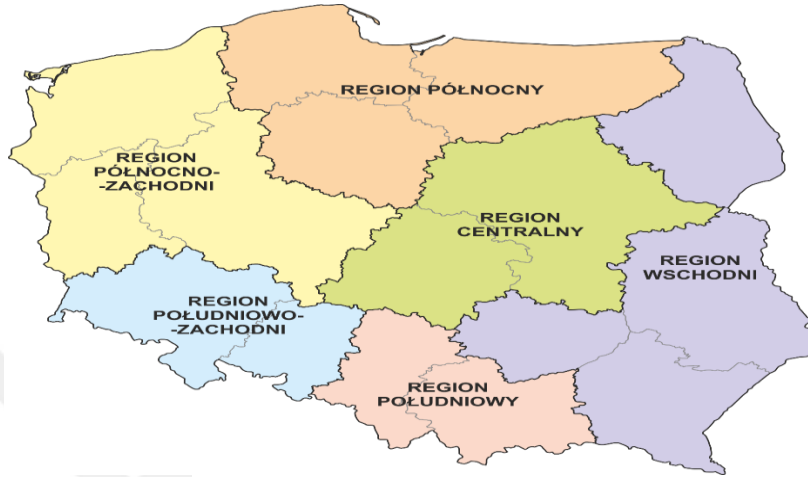 REGION PÓŁNOCNY
REGION
PÓŁNOCNO-
-ZACHODNI
REGION
CENTRALNY
REGION
WSCHODNI
REGION
POŁUDNIOWO-
-ZACHODNI
REGION
POŁUDNIOWY